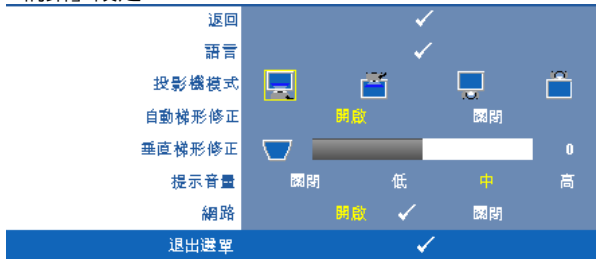 返回
語言
投影機模式
自動梯形修正 開啟 關閉
垂直梯形修正 0
提示音量 關閉 低 中 高
網路 開啟 關閉
退出選單